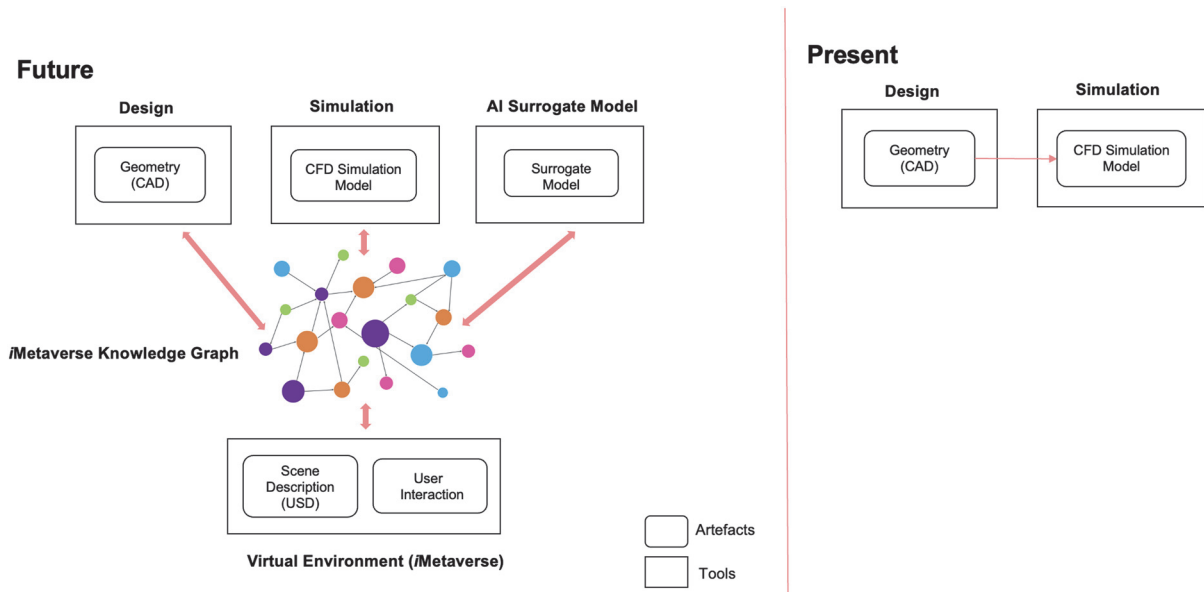 Future
Design
Simulation
AI Surrogate Model
Geometry
(CAD)
CFD Simulation
Model
Surrogate
Model
iMetaverse Knowledge Graph
Scene
Description
(USD)
User
Interaction
Virtual Environment (iMetaverse)
Artefacts
Tools
Present
Design
Simulation
Geometry
(CAD)
CFD Simulation
Model